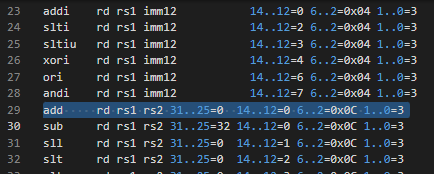 23 addi rd rs1 imm12 14..12=0 6..2=0x04 1..0=3
24 slti rd rs1 imm12 14..12=2 6..2=0x04 1..0=3
25 sltiu rd rs1 imm12 14..12=3 6..2=0x04 1..0=3
26 xori rd rs1 imm12 14..12=4 6..2=0x04 1..0=3
27 ori rd rs1 imm12 14..12=6 6..2=0x04 1..0=3
28 andi rd rs1 imm12 14..12=7 6..2=0x04 1..0=3
29 add rd rs1 rs2 31..25=0 14..12=0 6..2=0x0C 1..0=3
30 sub rd rs1 rs2 31..25=32 14..12=0 6..2=0x0C 1..0=3
31 sll rd rs1 rs2 31..25=0 14..12=1 6..2=0x0C 1..0=3
32 slt rd rs1 rs2 31..25=0 14..12=2 6..2=0x0C 1..0=3